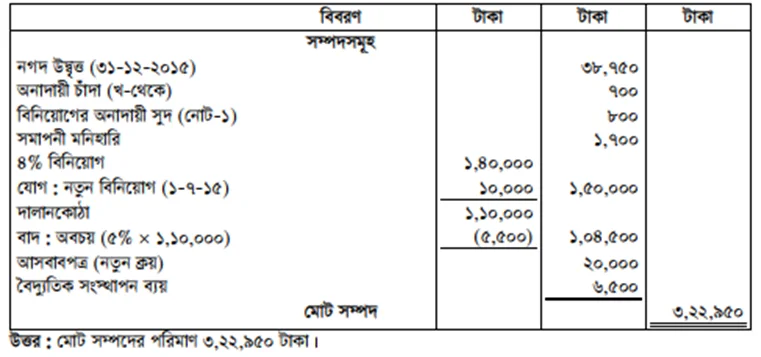 বিবরণ টাকা টাকা টাকা
সম্পদসমূহ
নগদ উদ্বৃত্ত (৩১-১২-২০১৫) ৩৮,৭৫০
অনাদায়ী চাঁদা (খ-থেকে) ৭০০
বিনিয়োগের অনাদায়ী সুদ (নোট-১) ৮০০
সমাপনী মনিহারি ১,৭০০
৪% বিনিয়োগ ১,৪০,০০০
যোগ : নতুন বিনিয়োগ (১-৭-১৫) ১০,০০০ ১,৫০,০০০
দালানকোঠা ১,১০,০০০
বাদ : অবচয় (৫% × ১,১০,০০০) (৫,৫০০) ১,০৪,৫০০
আসবাবপত্র (নতুন ক্রয়) ২০,০০০
বৈদ্যুতিক সংস্থাপন ব্যয় ৬,৫০০
মোট সম্পদ ৩,২২,৯৫০
উত্তর : মোট সম্পদের পরিমাণ ৩,২২,৯৫০ টাকা।